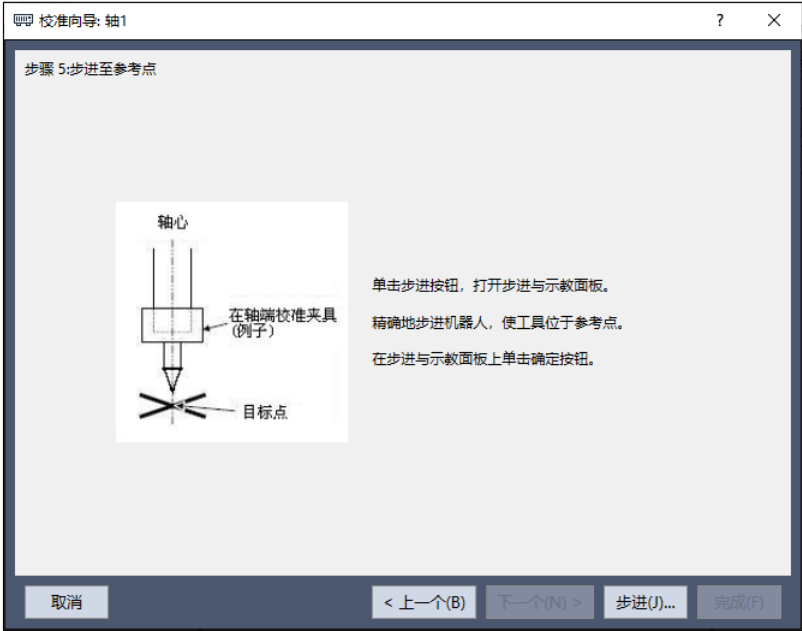 校准向导: 轴1
?
步骤 5:步进至参考点
轴心
在轴端校准夹具
(例子)
目标点
单击步进按钮，打开步进与示教面板。
精确地步进机器人，使工具位于参考点。
在步进与示教面板上单击确定按钮。
取消
< 上一个(B)
下一个(N) >
步进(J)...
完成(F)